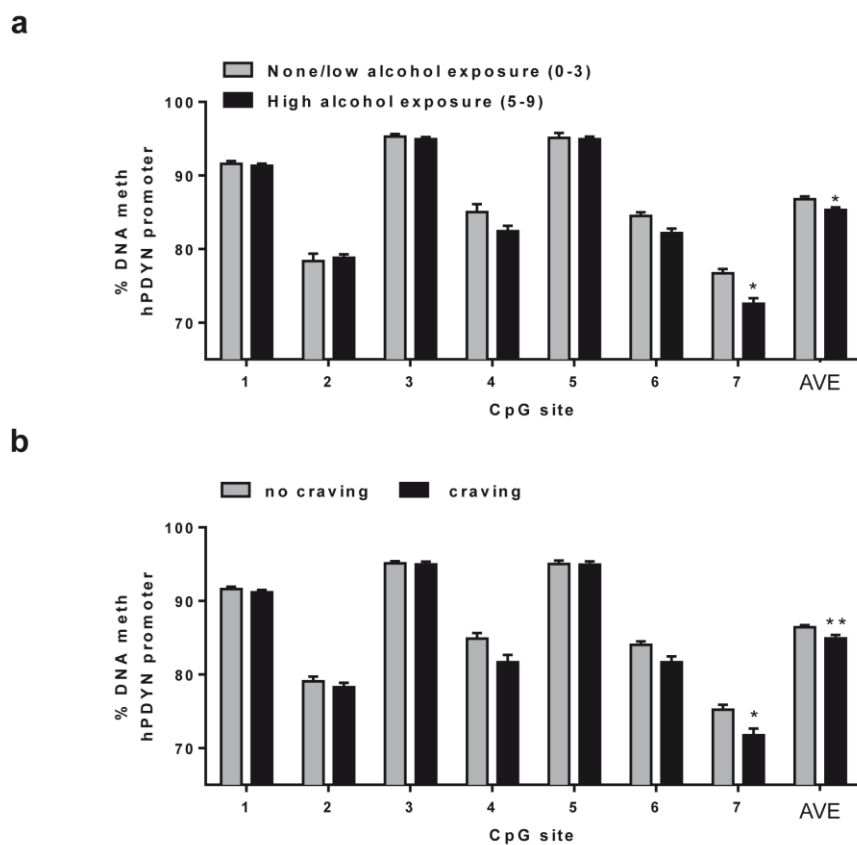 a
None/low alcohol exposure (0-3)
High alcohol exposure (5-9)
100
90
80
70
% DNA meth
hPDYN promoter
*
*
1 2 3 4 5 6 7 AVE
CpG site
b
no craving craving
100
90
80
70
% DNA meth
hPDYN promoter
*
**
1 2 3 4 5 6 7 AVE
CpG site